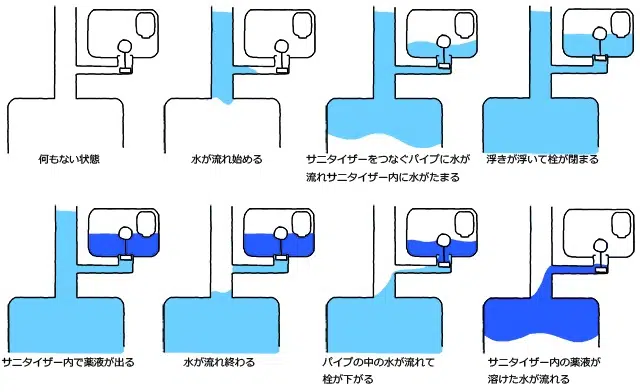 何もない状態
水が流れ始める
サニタイザーをつなぐパイプに水が
流れサニタイザー内に水がたまる
浮きが浮いて栓が閉まる
サニタイザー内で薬液が出る
水が流れ終わる
パイプの中の水が流れて
栓が下がる
サニタイザー内の薬液が
溶けた水が流れる